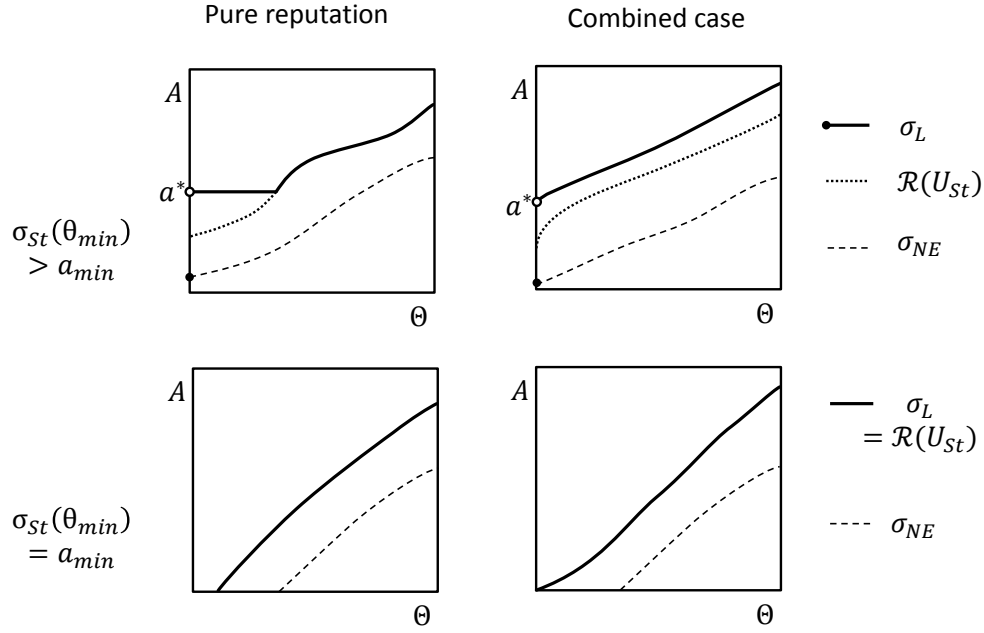 Pure reputation
Combined case
A
a*
Θ
σ_St(θ_min)
> a_min
A
a*
Θ
σ_L
ℛ(U_St)
σ_NE
A
Θ
σ_St(θ_min)
= a_min
A
Θ
σ_L
= ℛ(U_St)
σ_NE